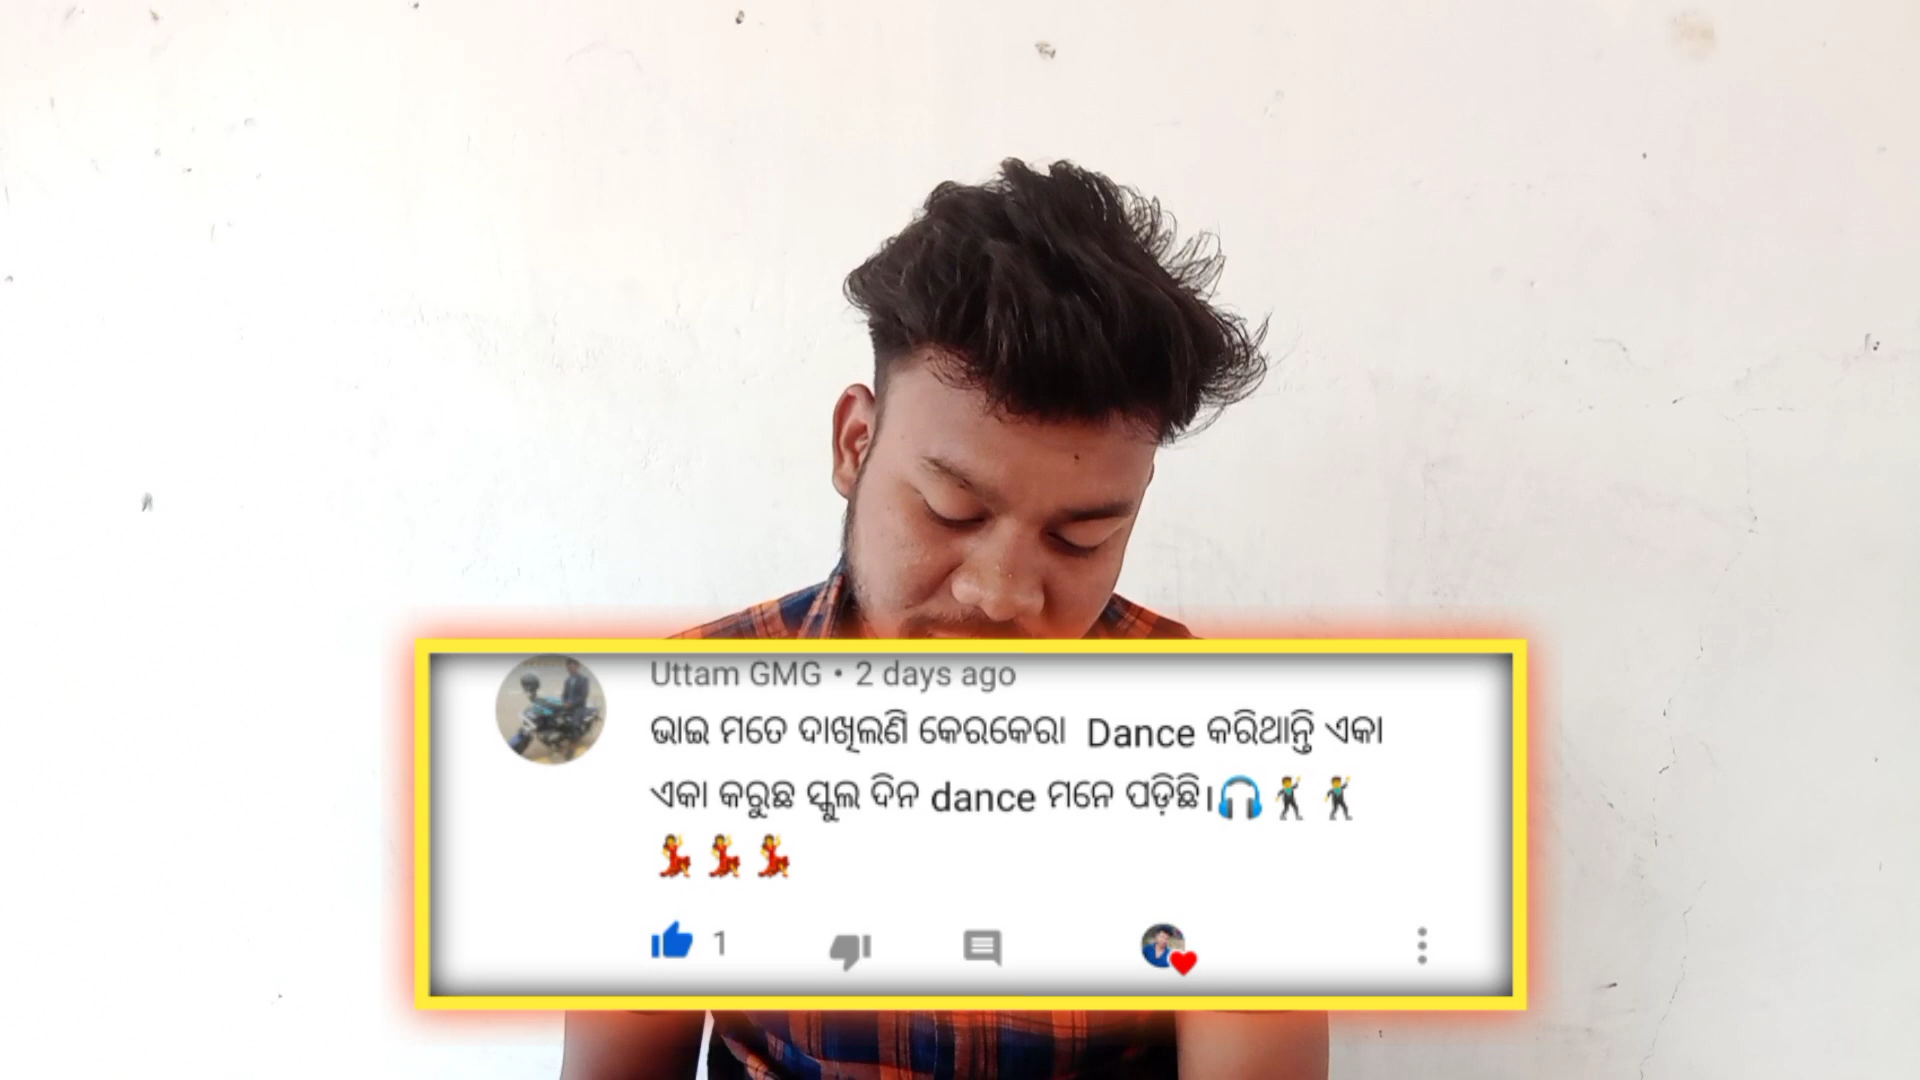 Uttam GMG • 2 days ago
ଭାଇ ମତେ ଦାଖିଲଣି କେରକେରା Dance କରିଥାନ୍ତି ଏକା
ଏକା କରୁଛ ସ୍କୁଲ ଦିନ dance ମନେ ପଡ଼ିଛି।🎧🕺🕺
💃💃💃
1